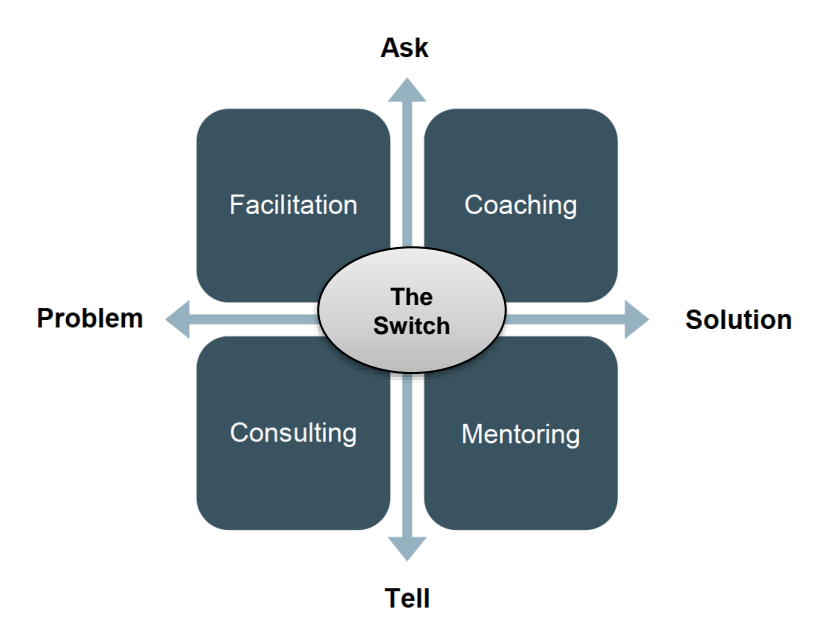 Ask
Facilitation
Coaching
Problem
The
Switch
Solution
Consulting
Mentoring
Tell